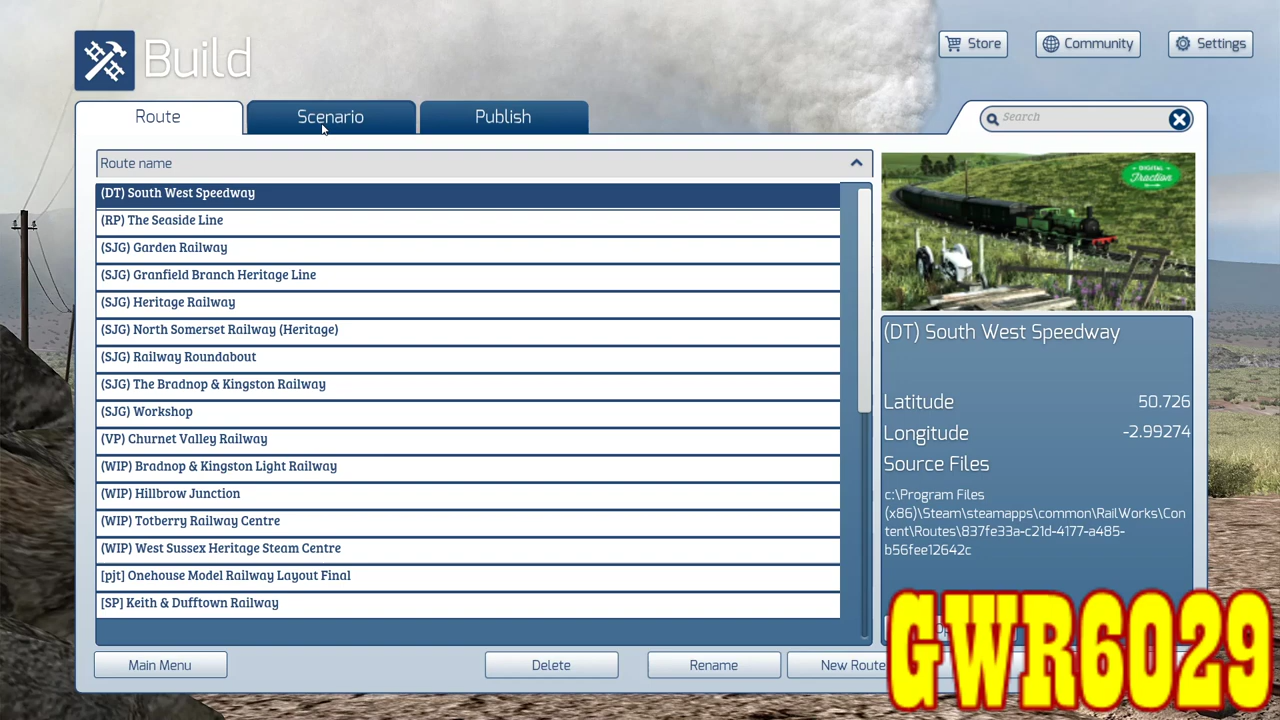 Build
Store
Community
Settings
Route
Scenario
Publish
Search
Route name
(DT) South West Speedway
(RP) The Seaside Line
(SJG) Garden Railway
(SJG) Granfield Branch Heritage Line
(SJG) Heritage Railway
(SJG) North Somerset Railway (Heritage)
(SJG) Railway Roundabout
(SJG) The Bradnop & Kingston Railway
(SJG) Workshop
(VP) Churnet Valley Railway
(WIP) Bradnop & Kingston Light Railway
(WIP) Hillbrow Junction
(WIP) Totberry Railway Centre
(WIP) West Sussex Heritage Steam Centre
[pjt] Onehouse Model Railway Layout Final
[SP] Keith & Dufftown Railway
DIGITAL
Traction
(DT) South West Speedway
Latitude 50.726
Longitude -2.99274
Source Files
c:\Program Files
(x86)\Steam\steamapps\common\RailWorks\Con
tent\Routes\837fe33a-c21d-4177-a485-
b56fee12642c
Main Menu
Delete
Rename
New Route
GWR6029